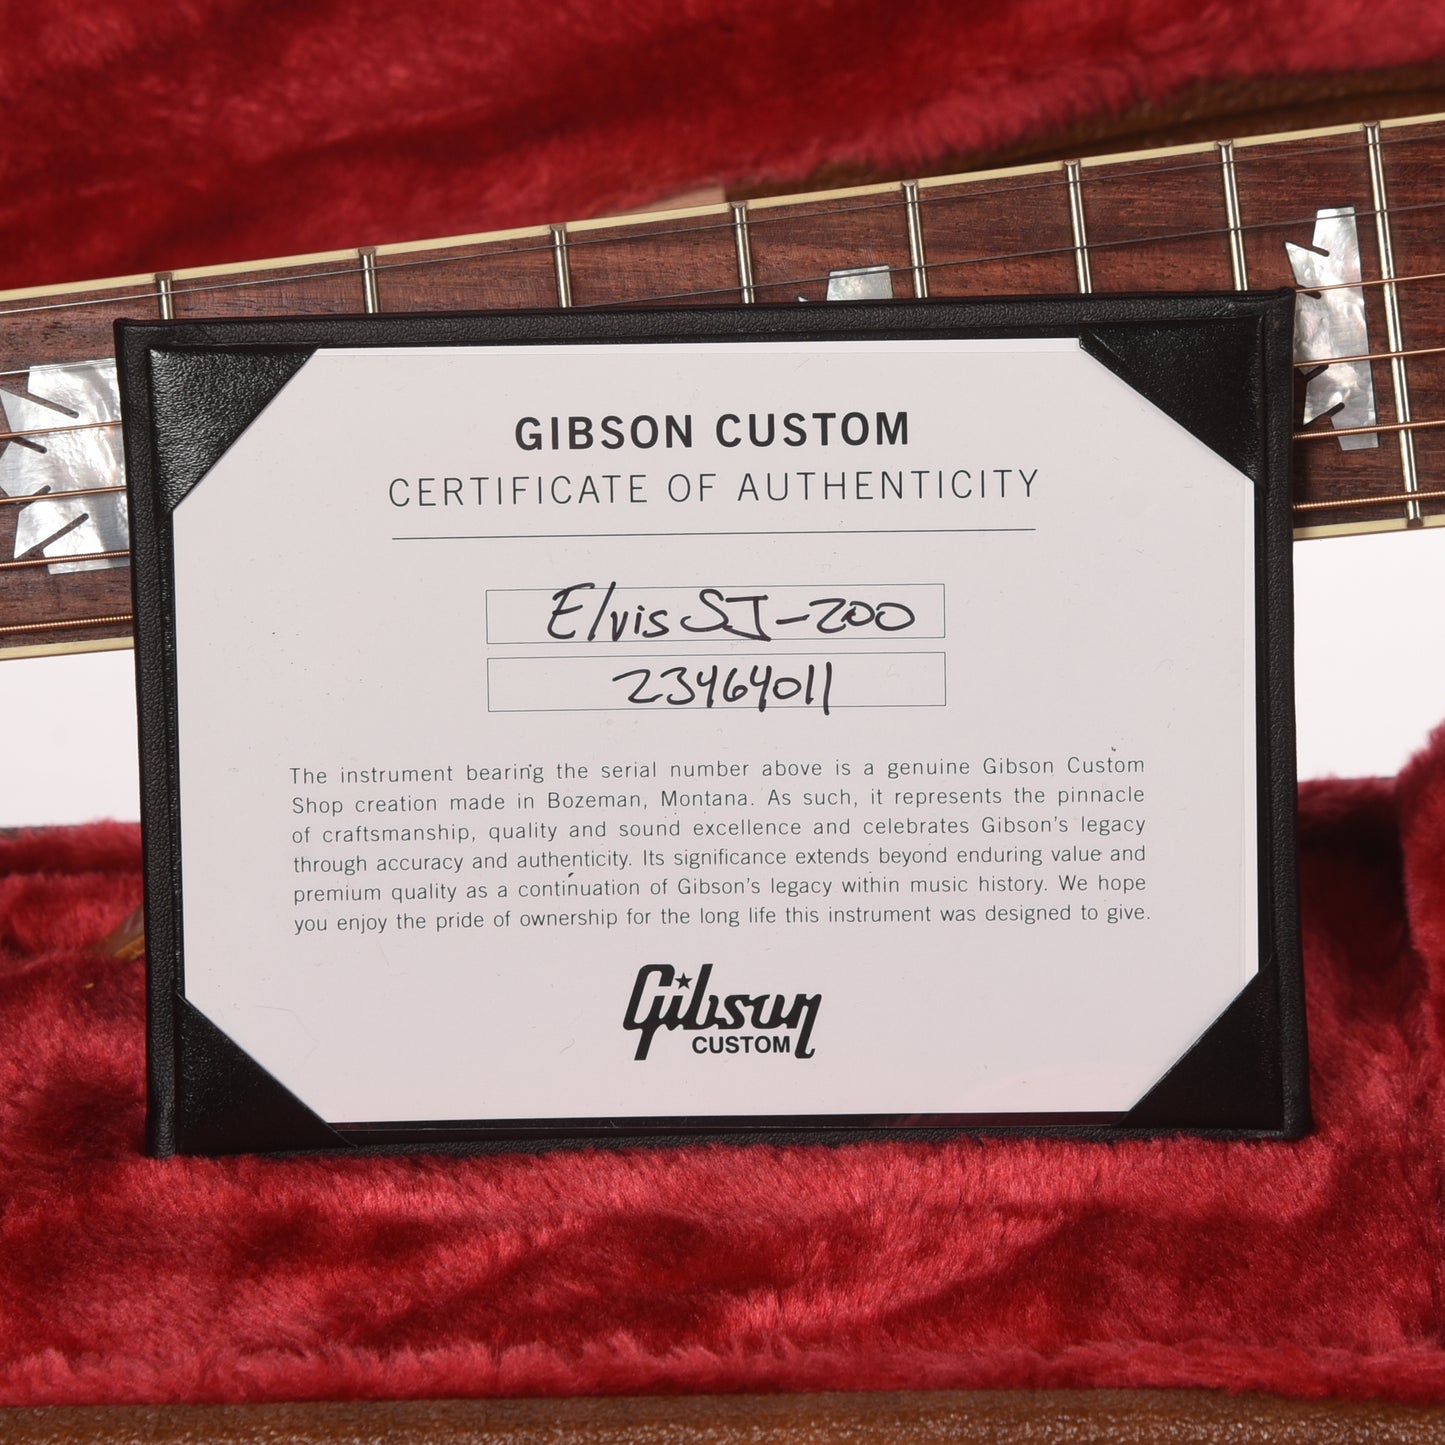 GIBSON CUSTOM
CERTIFICATE OF AUTHENTICITY
Elvis SJ-200
23464011
The instrument bearing the serial number above is a genuine Gibson Custom
Shop creation made in Bozeman, Montana. As such, it represents the pinnacle
of craftsmanship, quality and sound excellence and celebrates Gibson's legacy
through accuracy and authenticity. Its significance extends beyond enduring value and
premium quality as a continuation of Gibson's legacy within music history. We hope
you enjoy the pride of ownership for the long life this instrument was designed to give.
Gibson
CUSTOM